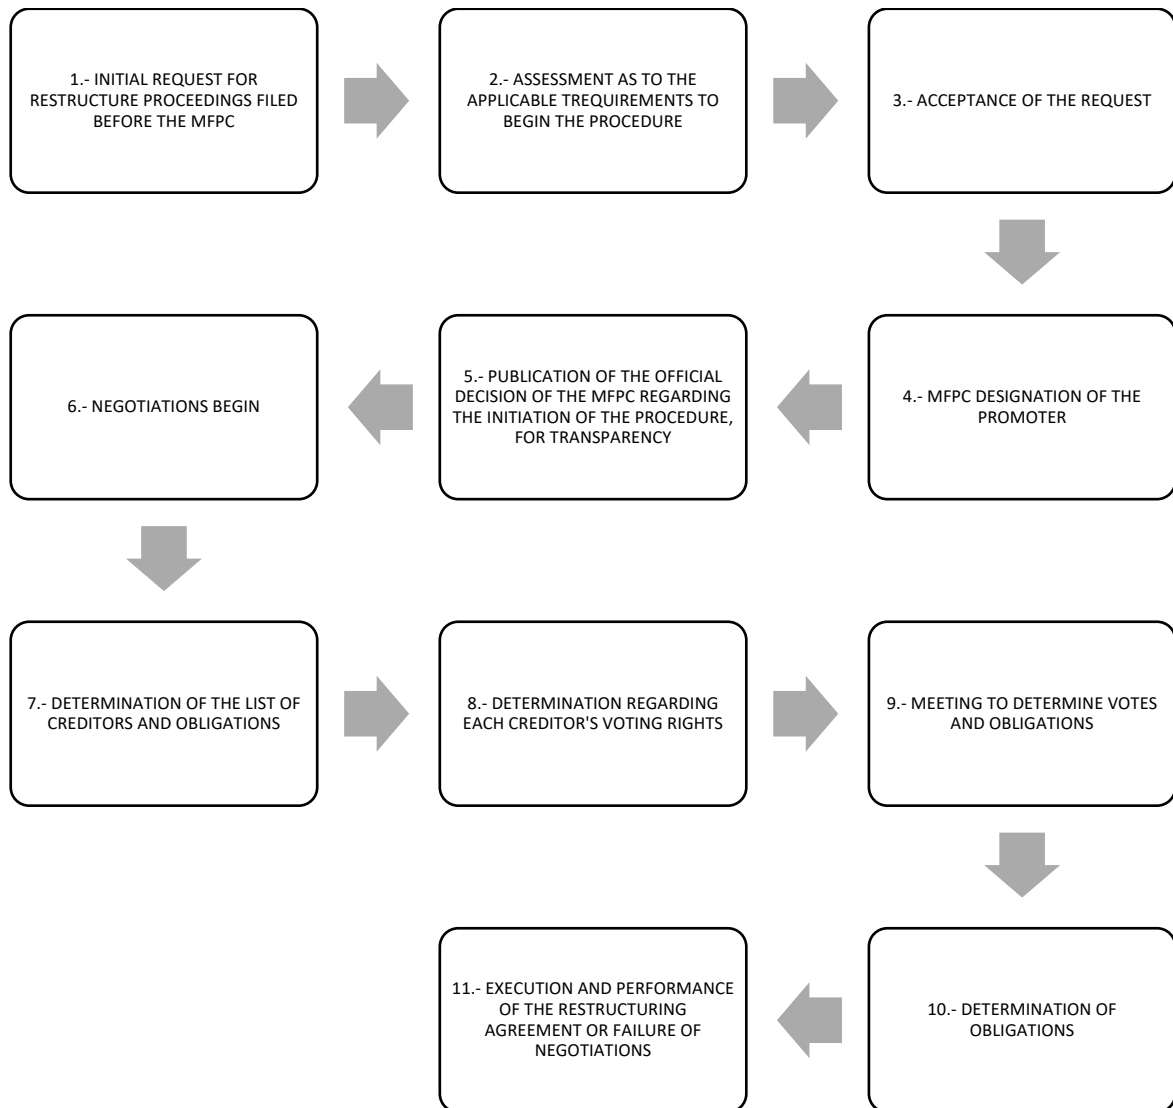 1.- INITIAL REQUEST FOR
RESTRUCTURE PROCEEDINGS FILED
BEFORE THE MFPC
2.- ASSESSMENT AS TO THE
APPLICABLE TREQUIREMENTS TO
BEGIN THE PROCEDURE
3.- ACCEPTANCE OF THE REQUEST
4.- MFPC DESIGNATION OF THE
PROMOTER
5.- PUBLICATION OF THE OFFICIAL
DECISION OF THE MFPC REGARDING
THE INITIATION OF THE PROCEDURE,
FOR TRANSPARENCY
6.- NEGOTIATIONS BEGIN
7.- DETERMINATION OF THE LIST OF
CREDITORS AND OBLIGATIONS
8.- DETERMINATION REGARDING
EACH CREDITOR'S VOTING RIGHTS
9.- MEETING TO DETERMINE VOTES
AND OBLIGATIONS
10.- DETERMINATION OF
OBLIGATIONS
11.- EXECUTION AND PERFORMANCE
OF THE RESTRUCTURING
AGREEMENT OR FAILURE OF
NEGOTIATIONS